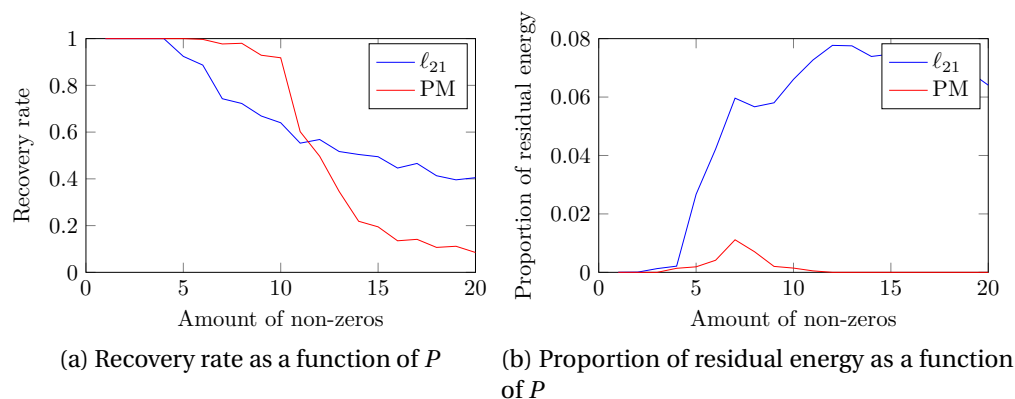 1
0.8
0.6
0.4
0.2
0
0
5
10
15
20
Recovery rate
Amount of non-zeros
ℓ21
PM
(a) Recovery rate as a function of P
0.08
0.06
0.04
0.02
0
0
5
10
15
20
Proportion of residual energy
Amount of non-zeros
ℓ21
PM
(b) Proportion of residual energy as a function
of P